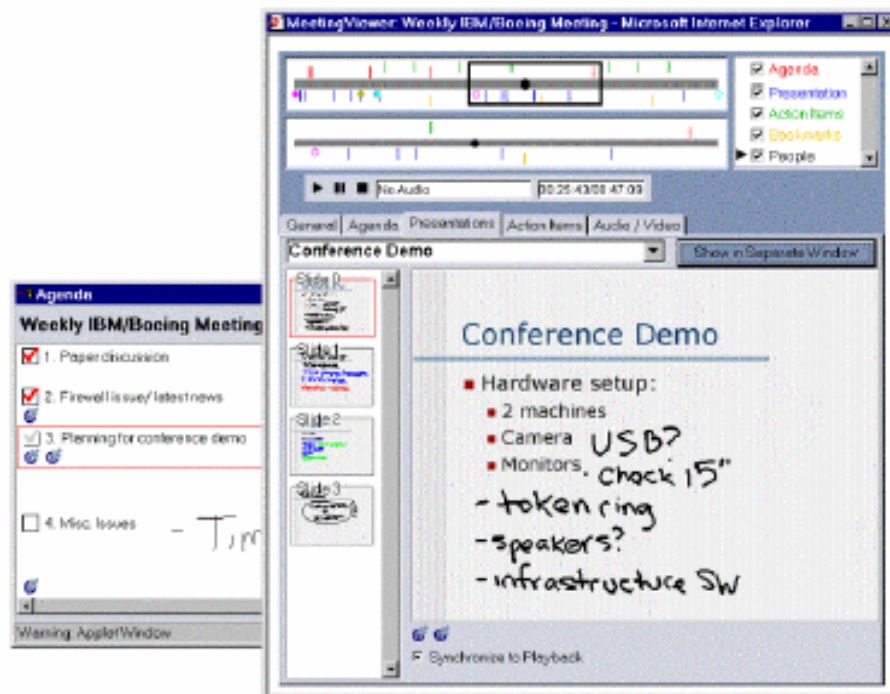 MeetingViewer: Weekly IBM/Boeing Meeting - Microsoft Internet Explorer
Agenda
Presentation
Action Items
Bookmarks
People
No Audio
00:25:43/00:47:09
General Agenda Presentations Action Items Audio / Video
Conference Demo
Show in Separate Window
Slide 0
Slide 1
Slide 2
Slide 3
Conference Demo
Hardware setup:
2 machines
Camera USB?
Monitors. Check 15"
- token ring
- speakers?
- infrastructure SW
Synchronize to Playback
Agenda
Weekly IBM/Boeing Meeting
1. Paper discussion
2. Firewall issue/ latest news
3. Planning for conference demo
4. Misc. Issues - Tim
Warning: Applet Window